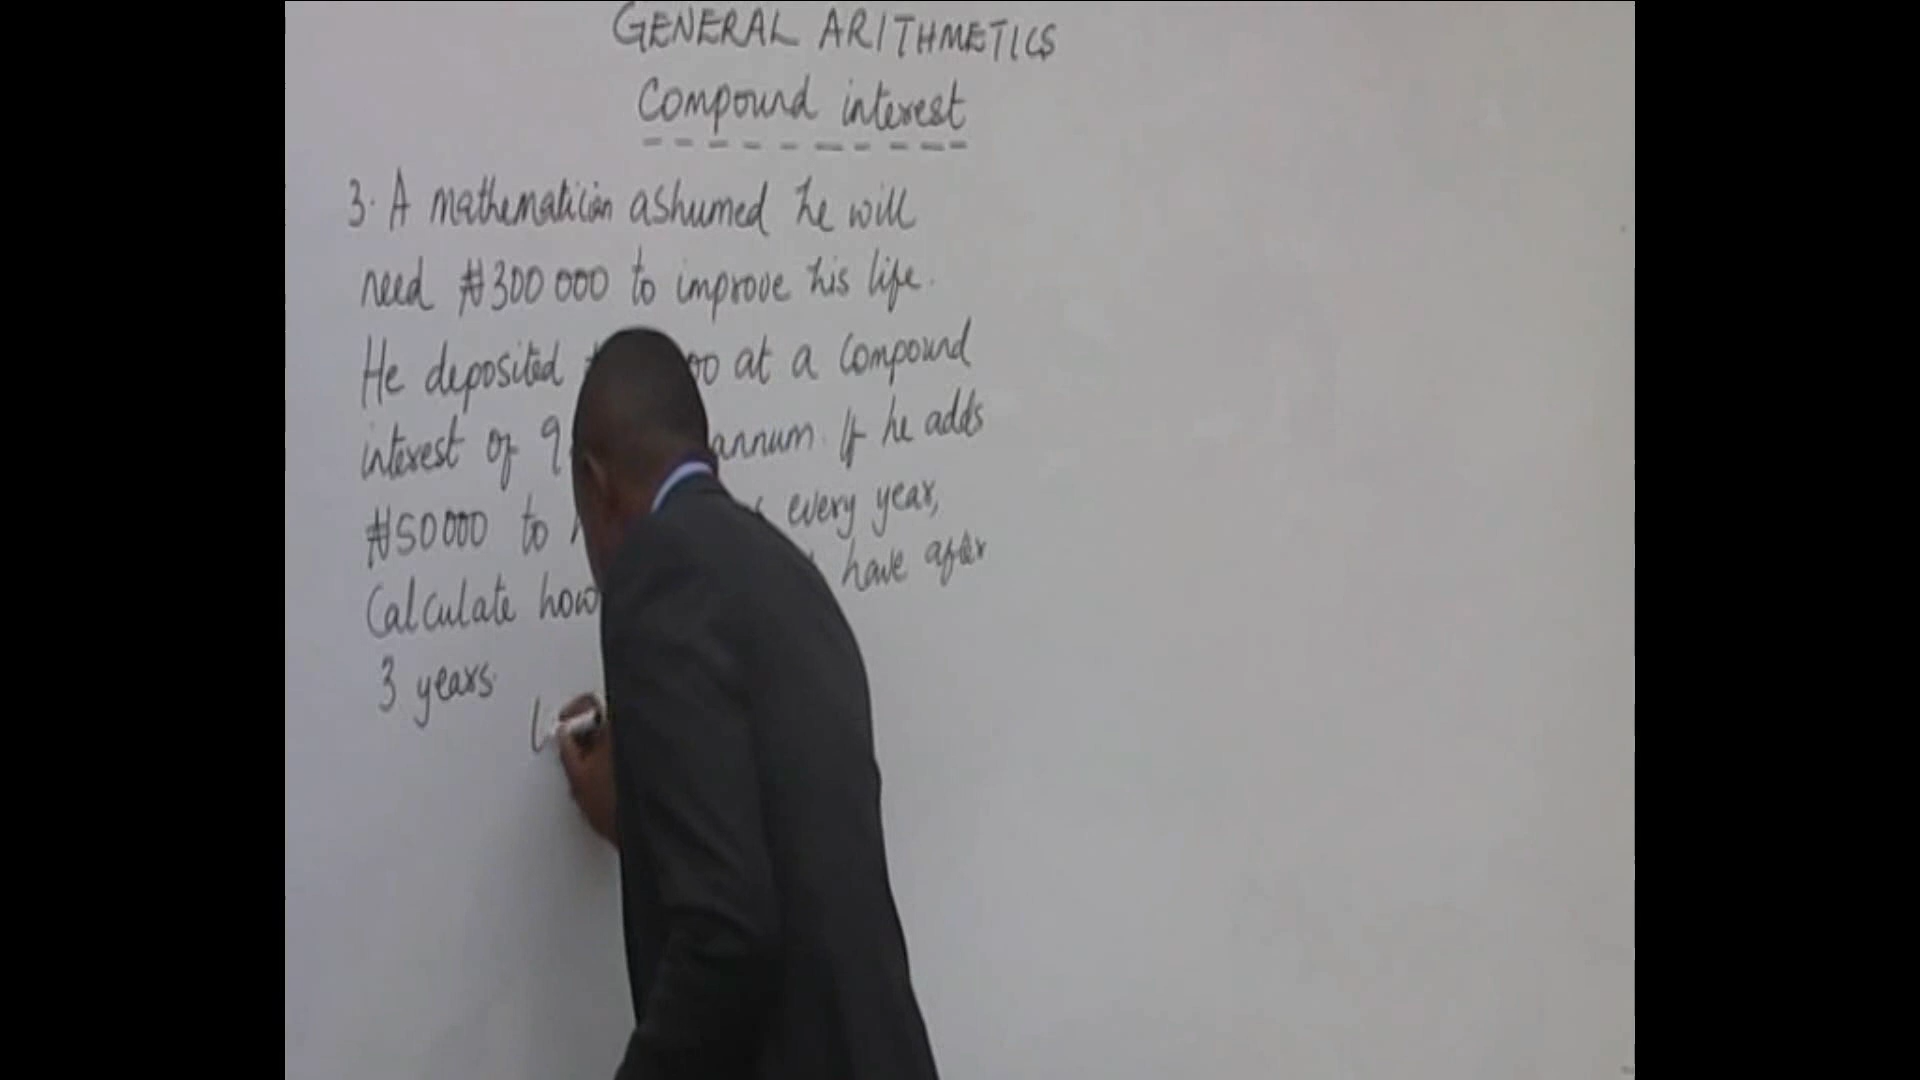 GENERAL ARITHMETICS
Compound interest
3. A mathematician ashumed he will
need ₦300 000 to improve his life.
He deposited at a compound
interest of annum. If he adds
₦50000 to every year,
Calculate how have after
3 years.